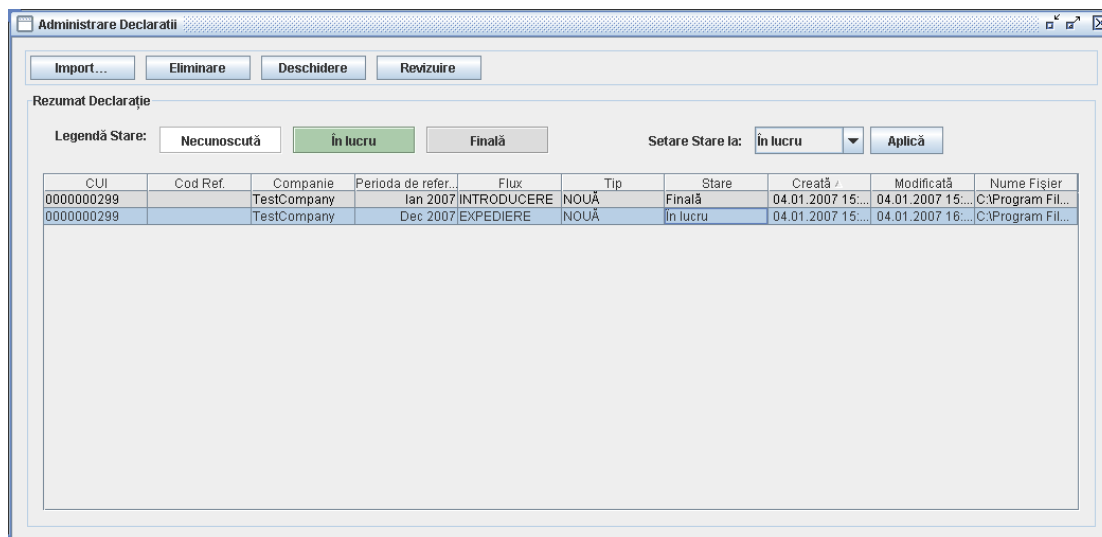 Administrare Declaratii
Import... Eliminare Deschidere Revizuire
Rezumat Declarație
Legendă Stare: Necunoscută În lucru Finală Setare Stare la: În lucru Aplică
CUI Cod Ref. Companie Perioda de refer... Flux Tip Stare Creată Modificată Nume Fișier
0000000299 TestCompany Ian 2007 INTRODUCERE NOUĂ Finală 04.01.2007 15:... 04.01.2007 15:... C:\Program Fil...
0000000299 TestCompany Dec 2007 EXPEDIERE NOUĂ În lucru 04.01.2007 15:... 04.01.2007 16:... C:\Program Fil...